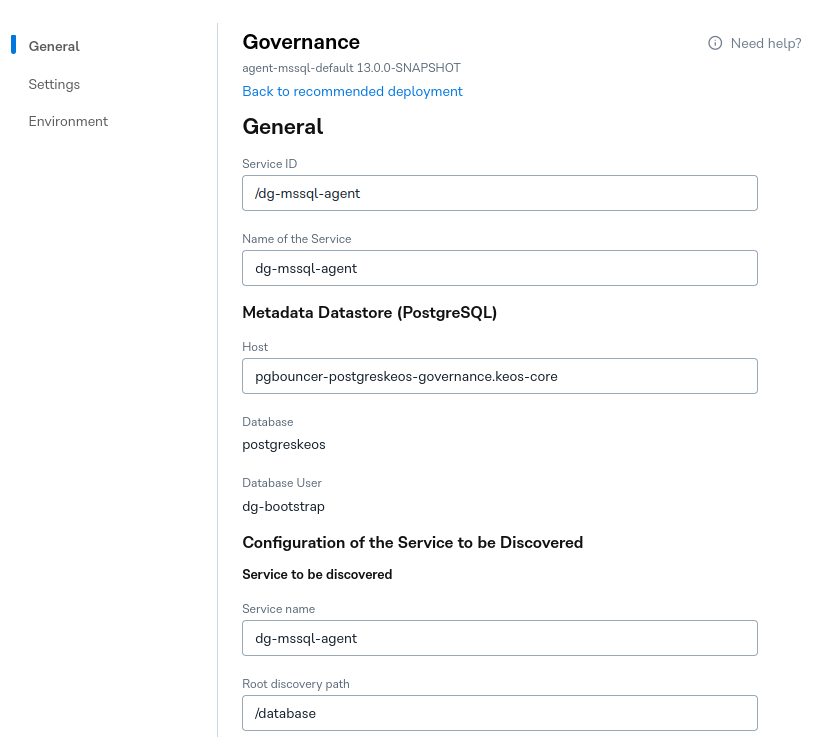 General
Settings
Environment
Governance
Need help?
agent-mssql-default 13.0.0-SNAPSHOT
Back to recommended deployment
General
Service ID
/dg-mssql-agent
Name of the Service
dg-mssql-agent
Metadata Datastore (PostgreSQL)
Host
pgbouncer-postgreskeos-governance.keos-core
Database
postgreskeos
Database User
dg-bootstrap
Configuration of the Service to be Discovered
Service to be discovered
Service name
dg-mssql-agent
Root discovery path
/database